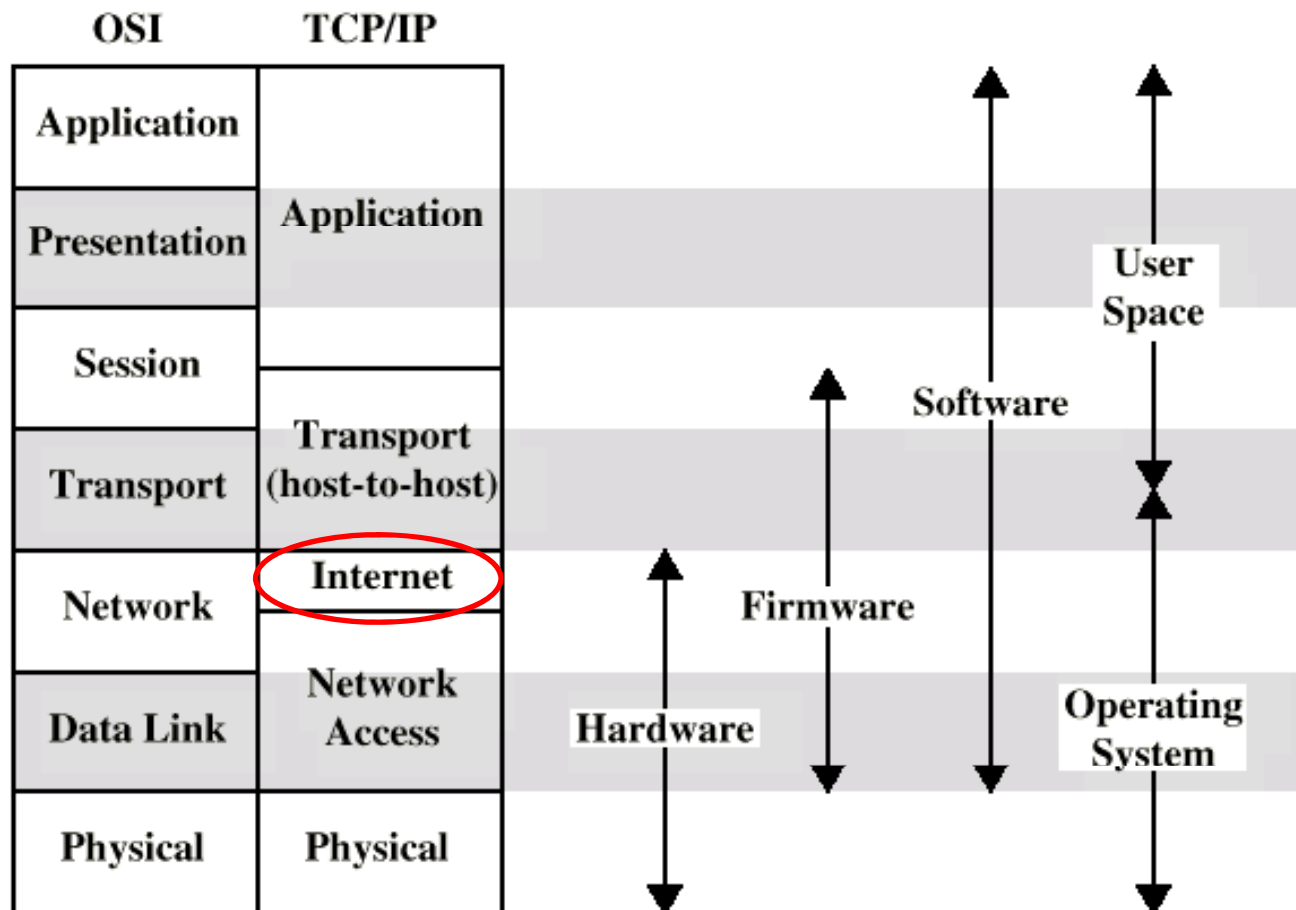 OSI
TCP/IP
Application
Presentation
Session
Transport
Network
Data Link
Physical
Application
Transport
(host-to-host)
Internet
Network
Access
Physical
Hardware
Firmware
Software
User
Space
Operating
System